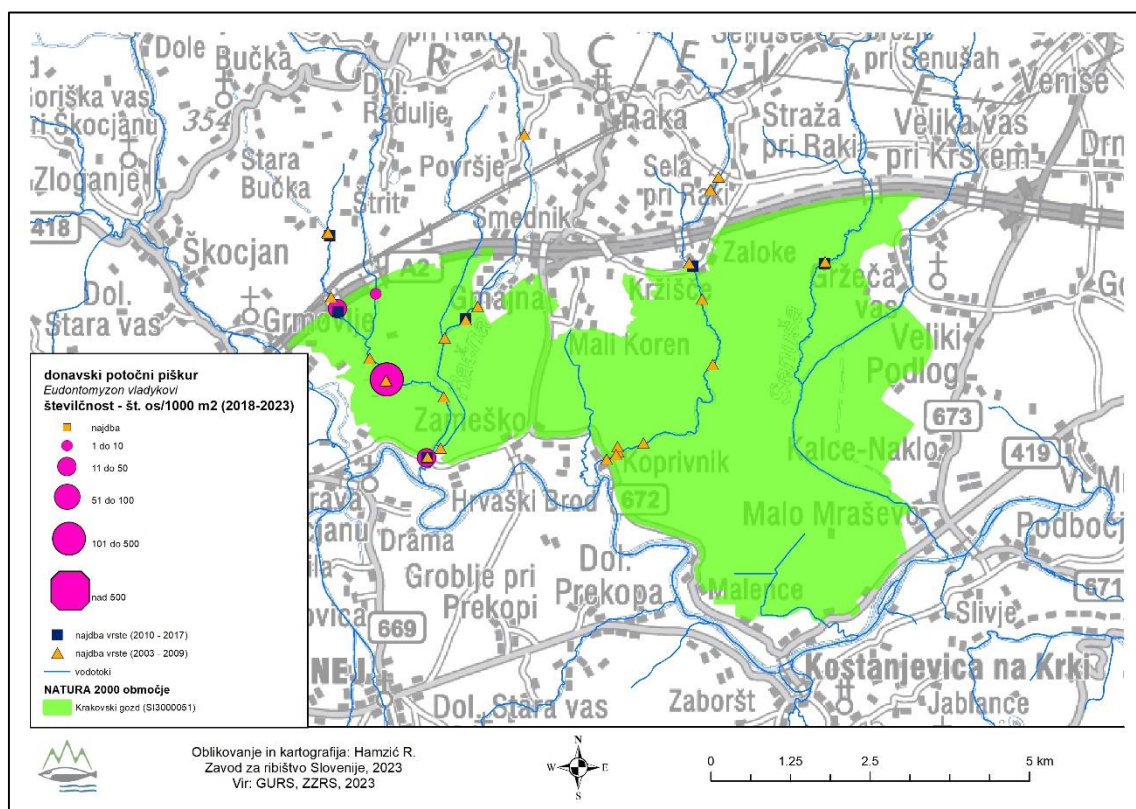 Dole
Bučka
Bučka
Dol.
Radulje
pri Raki
G R C E L J E
pri Senušah
Veniše
Goriška vas
pri Škocjanu
354
Stara
Bučka
Površje
Raka
Straža
pri Raki
Velika vas
pri Krškem
Zloganje
Štrit
Smednik
Sela
pri Raki
418
Škocjan
A2
Zaloke
Dol.
Stara vas
Grmovlje
Gmajna
Kržišče
Gržeča
vas
Račna
Mali Koren
Senuša
Veliki
Podlog
Zameško
673
Koprivnik
Kalce-Naklo
419
Hrvaški Brod
672
Malo Mraševo
Drama
Groblje pri
Prekopi
Dol.
Prekopa
Malence
Podbočje
671
Slivje
669
Kostanjevica na Krki
Dol. Stara vas
Zaboršt
Jablance
donavski potočni piškur
Eudontomyzon vladykovi
številčnost - št. os/1000 m2 (2018-2023)
najdba
1 do 10
11 do 50
51 do 100
101 do 500
nad 500
najdba vrste (2010 - 2017)
najdba vrste (2003 - 2009)
vodotoki
NATURA 2000 območje
Krakovski gozd (SI3000051)
Oblikovanje in kartografija: Hamzić R.
Zavod za ribištvo Slovenije, 2023
Vir: GURS, ZZRS, 2023
N
W E
S
0 1.25 2.5 5 km